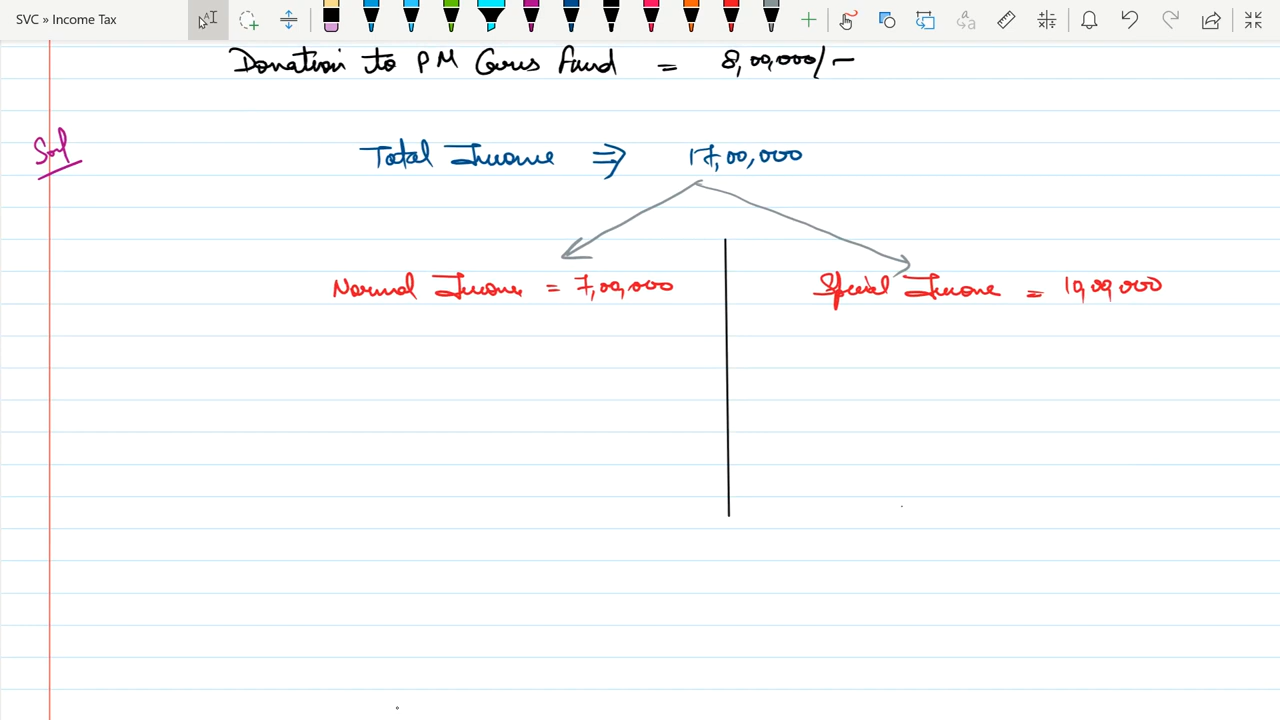 SVC » Income Tax
Donation to PM Cares Fund = 8,00,000/-
Sol
Total Income ⇒ 17,00,000
Normal Income = 7,00,000
Special Income = 10,00,000